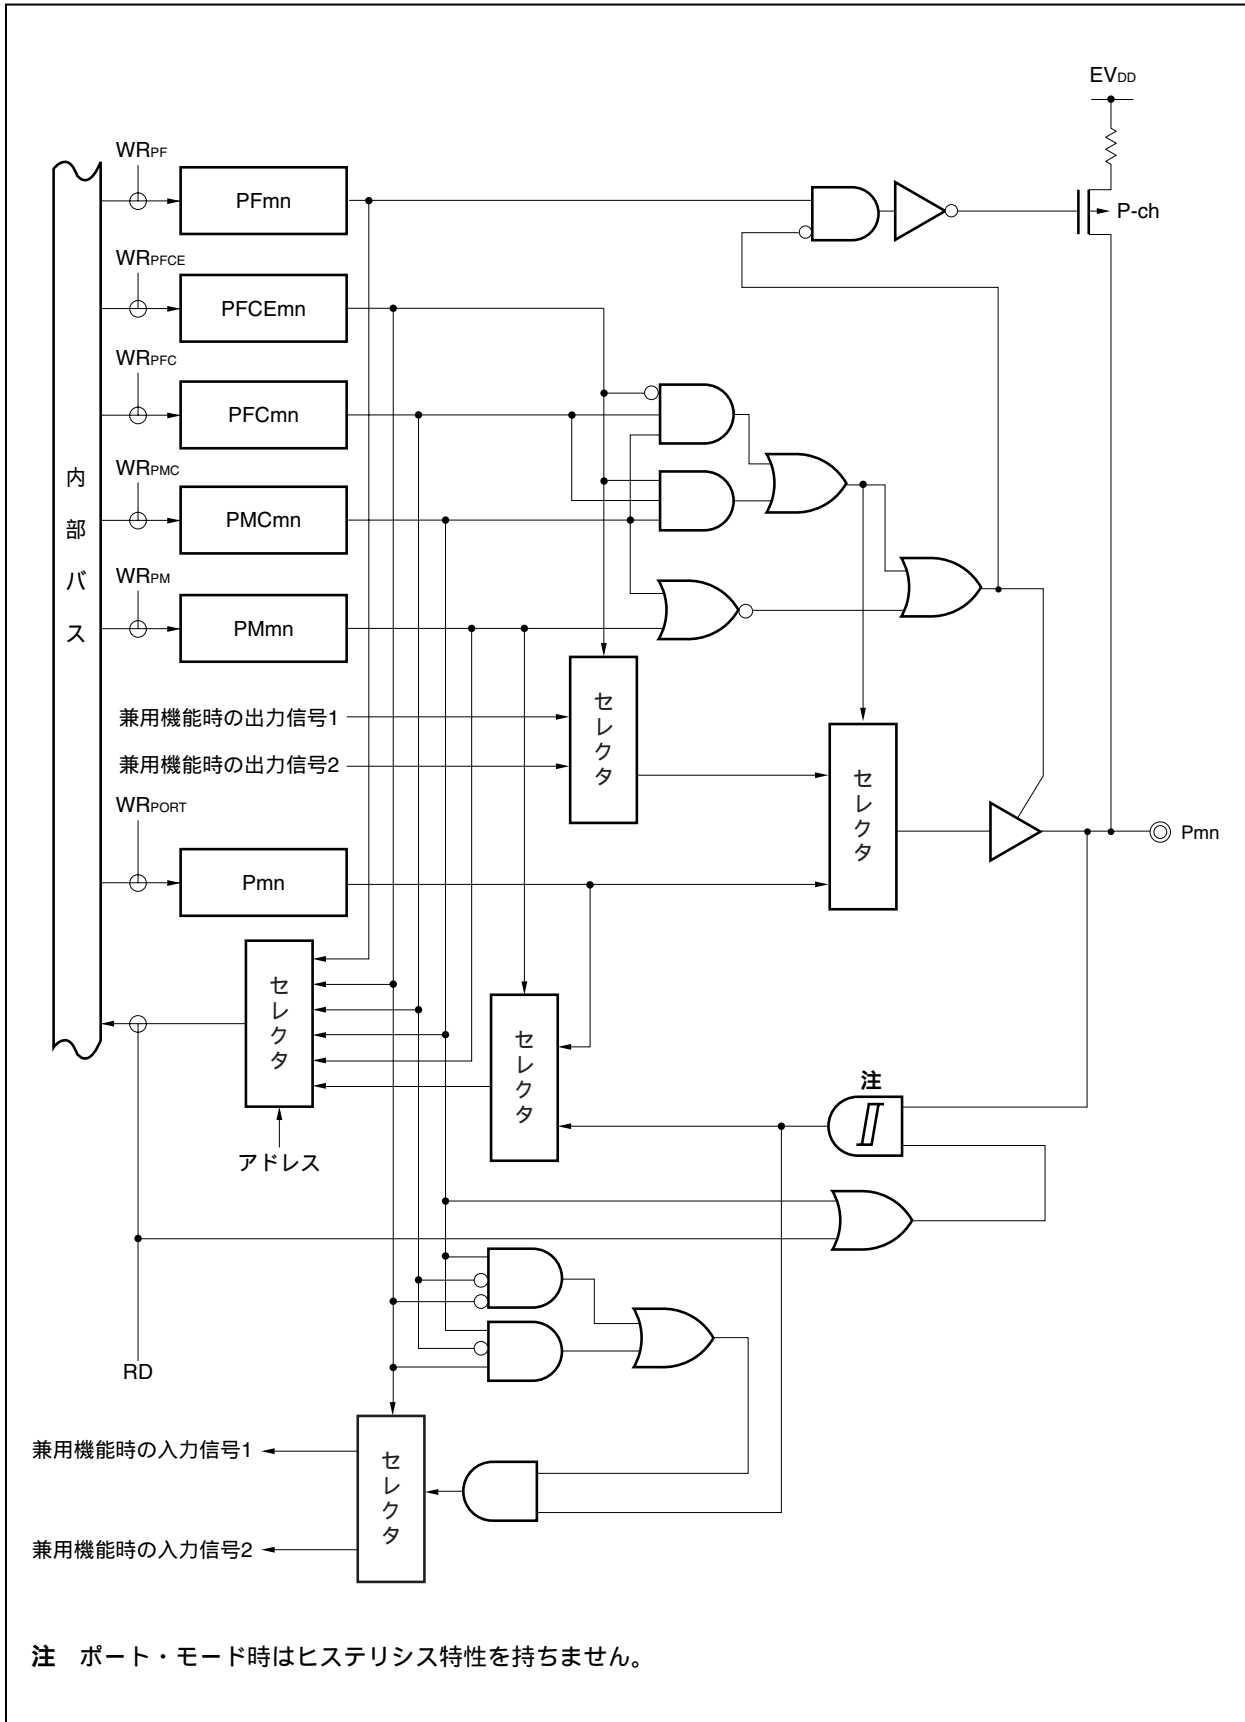 EVDD
WRPF
PFmn
P-ch
WRPFCE
PFCEmn
WRPFC
PFCmn
内部バス
WRPMC
PMCmn
WRPM
PMmn
セレクタ
兼用機能時の出力信号1
兼用機能時の出力信号2
セレクタ
WRPORT
Pmn
Pmn
セレクタ
セレクタ
アドレス
注
RD
セレクタ
兼用機能時の入力信号1
兼用機能時の入力信号2
注 ポート・モード時はヒステリシス特性を持ちません。